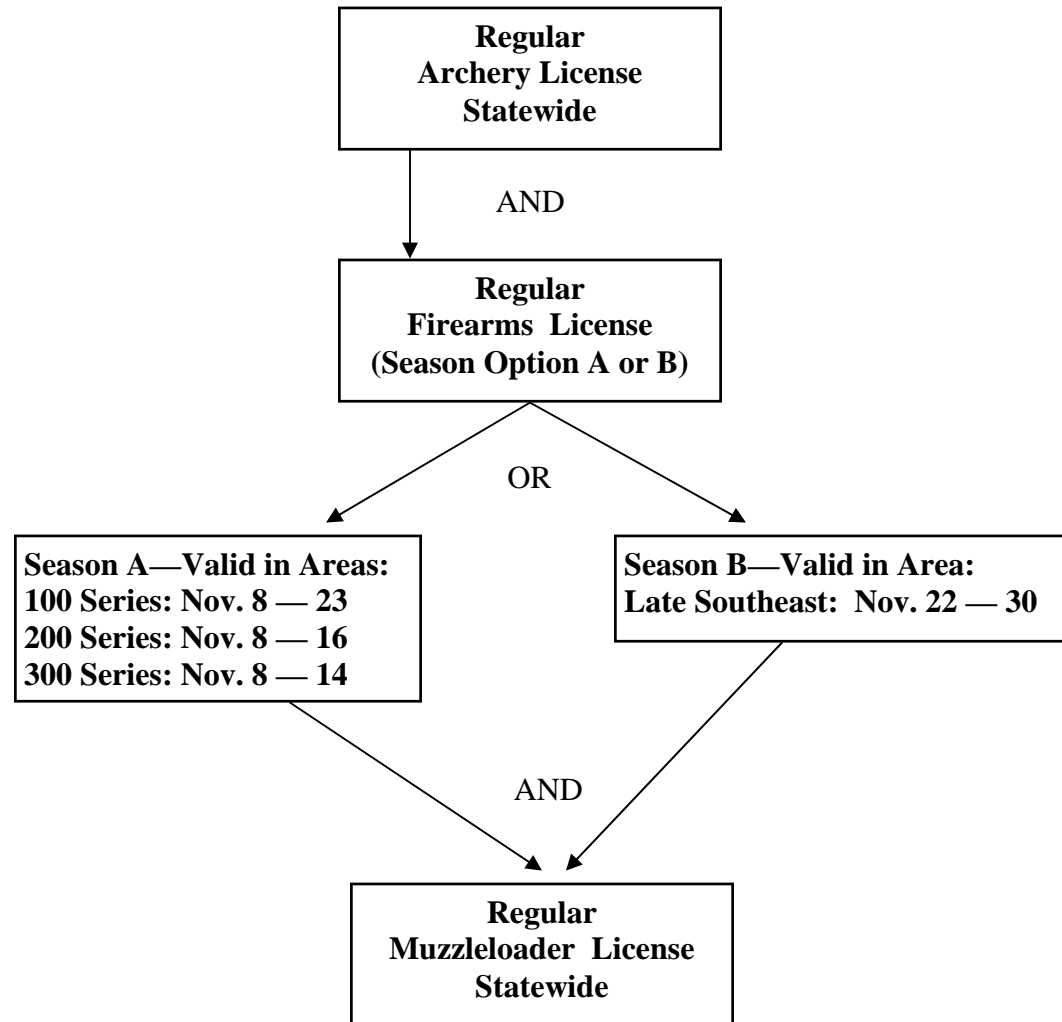 Regular
Archery License
Statewide
AND
Regular
Firearms License
(Season Option A or B)
OR
Season A—Valid in Areas:
100 Series: Nov. 8 — 23
200 Series: Nov. 8 — 16
300 Series: Nov. 8 — 14
Season B—Valid in Area:
Late Southeast: Nov. 22 — 30
AND
Regular
Muzzleloader License
Statewide